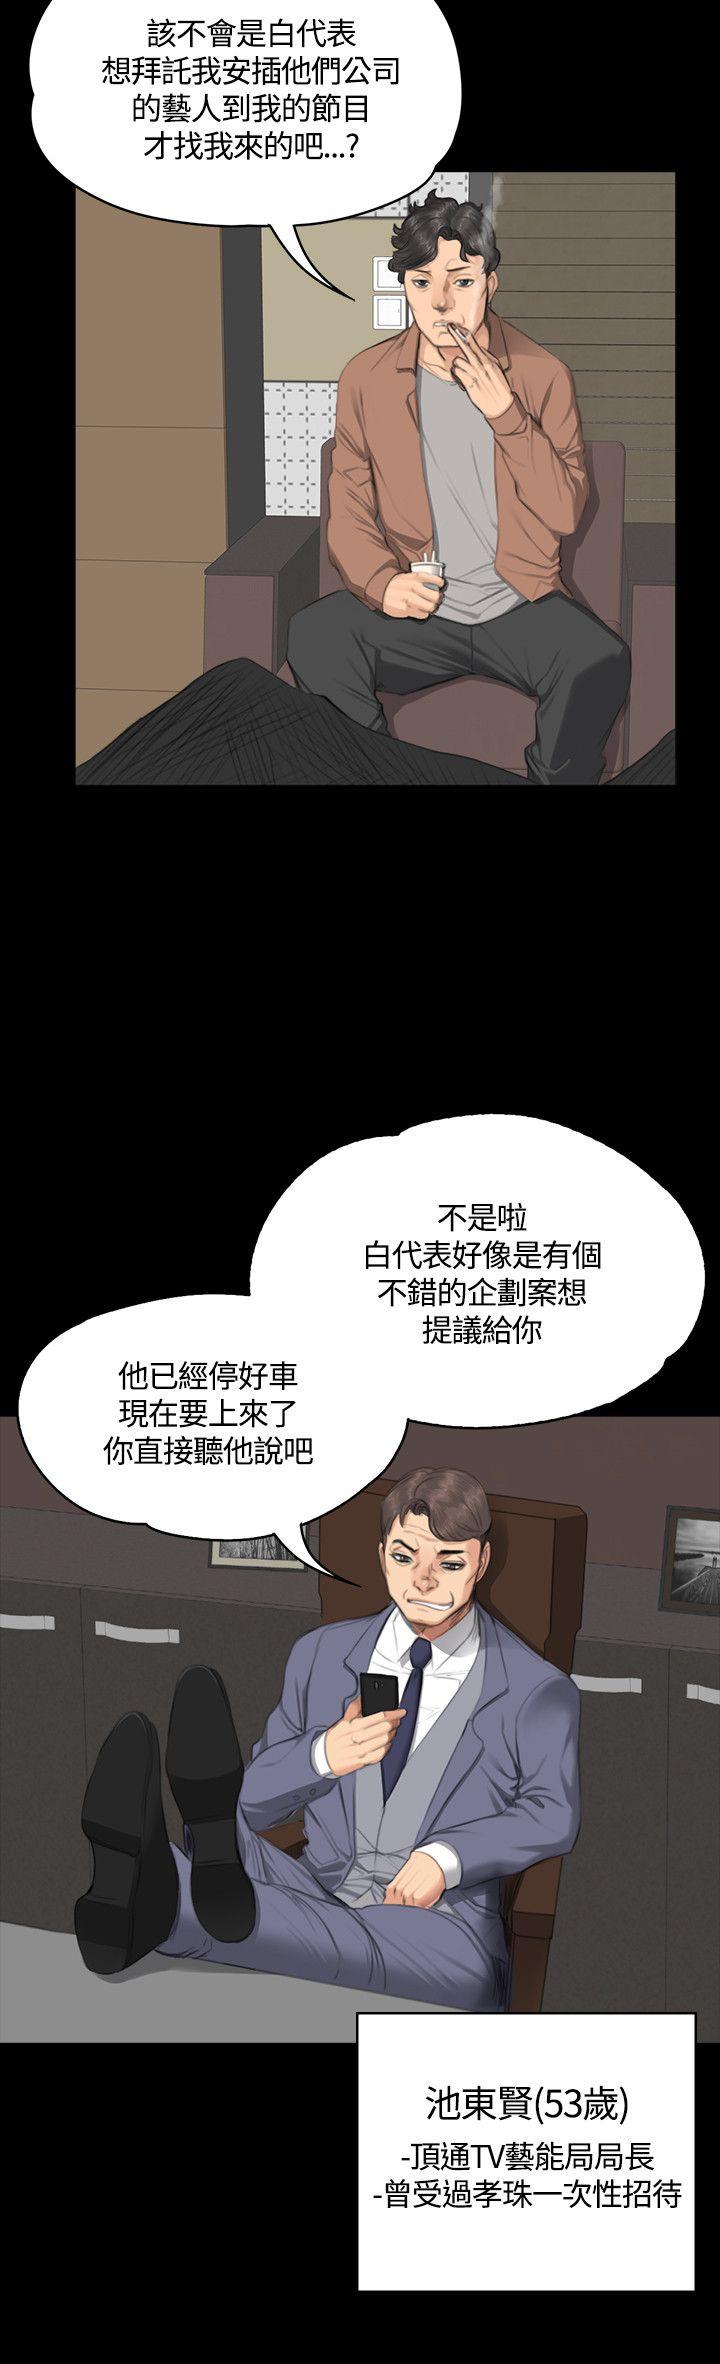 該不會是白代表
想拜託我安插他們公司
的藝人到我的節目
才找我來的吧...?
不是啦
白代表好像是有個
不錯的企劃案想
提議給你
他已經停好車
現在要上來了
你直接聽他說吧
池東賢(53歲)
-頂通TV藝能局局長
-曾受過孝珠一次性招待